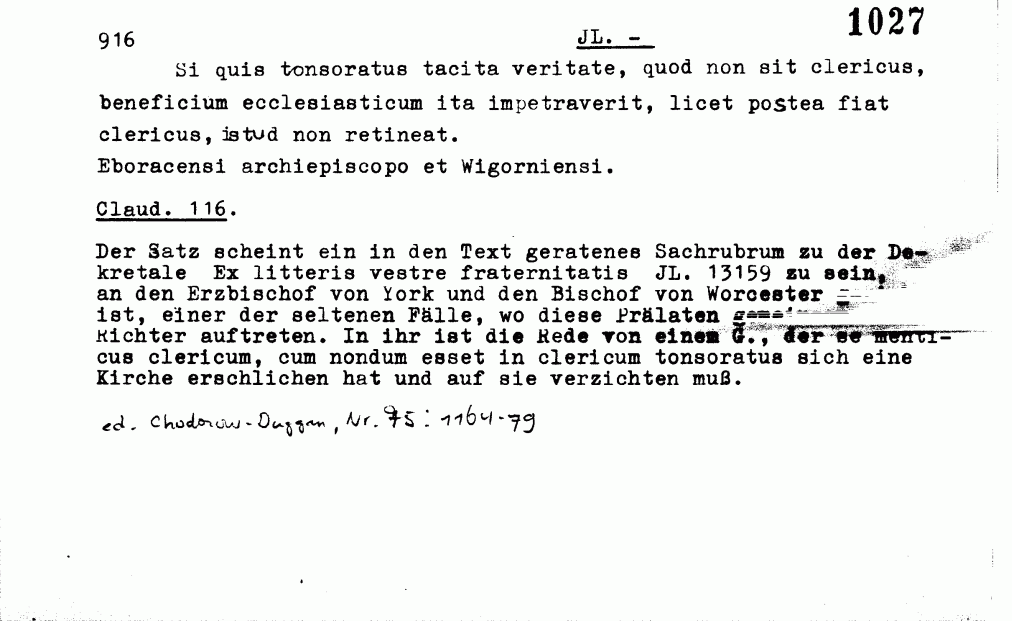 1027
916 JL. -
Si quis tonsoratus tacita veritate, quod non sit clericus,
beneficium ecclesiasticum ita impetraverit, licet postea fiat
clericus, istud non retineat.
Eboracensi archiepiscopo et Wigorniensi.
Claud. 116.
Der Satz scheint ein in den Text geratenes Sachrubrum zu der De-
kretale Ex litteris vestre fraternitatis JL. 13159 zu sein,
an den Erzbischof von York und den Bischof von Worcester
ist, einer der seltenen Fälle, wo diese Prälaten
Richter auftreten. In ihr ist die Rede von einem G., der se menti-
cus clericum, cum nondum esset in clericum tonsoratus sich eine
Kirche erschlichen hat und auf sie verzichten muß.
ed. Chodorow-Duggan, Nr. 75: 1164-79